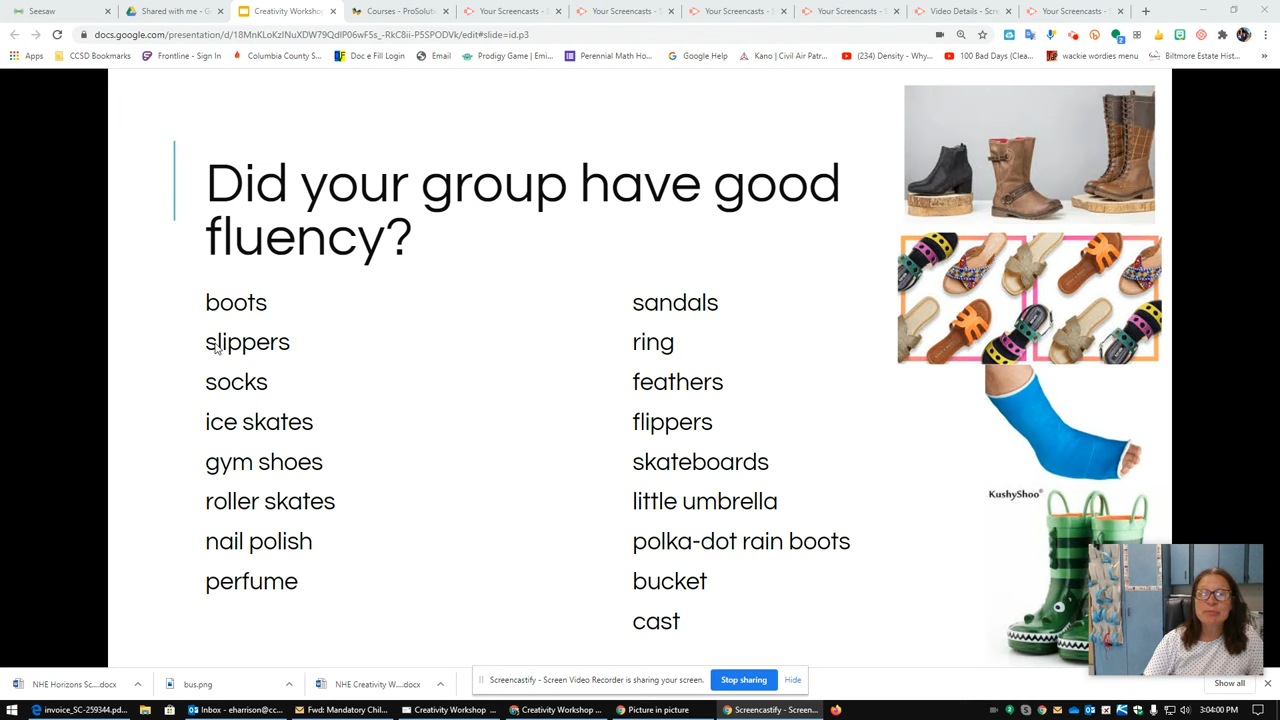 Seesaw
Shared with me - G
Creativity Workshop
Courses - ProSolut
Your Screencasts -
Your Screencasts -
Your Screencasts -
Your Screencasts -
Video Details - Scre
Your Screencasts -
docs.google.com/presentation/d/18MnKLoKzlNuXDW79QdIP06wF5s_-RkC8ii-P5SPODVk/edit#slide=id.p3
Apps
CCSD Bookmarks
Frontline - Sign In
Columbia County S...
Doc e Fill Login
Email
Prodigy Game | Emi...
Perennial Math Ho...
Google Help
Kano | Civil Air Patr...
(234) Density - Why...
100 Bad Days (Clea...
wackie wordies menu
Biltmore Estate Hist...
Did your group have good
fluency?
boots
slippers
socks
ice skates
gym shoes
roller skates
nail polish
perfume
sandals
ring
feathers
flippers
skateboards
little umbrella
polka-dot rain boots
bucket
cast
KushyShoo®
NHE Horizons Sc....docx
bus.png
NHE Creativity W....docx
Screencastify - Screen Video Recorder is sharing your screen.
Stop sharing
Hide
Show all
invoice_SC-259344.pd...
Inbox - eharrison@cc...
Fwd: Mandatory Chil...
Creativity Workshop ...
Creativity Workshop ...
Picture in picture
Screencastify - Screen...
3:04:00 PM